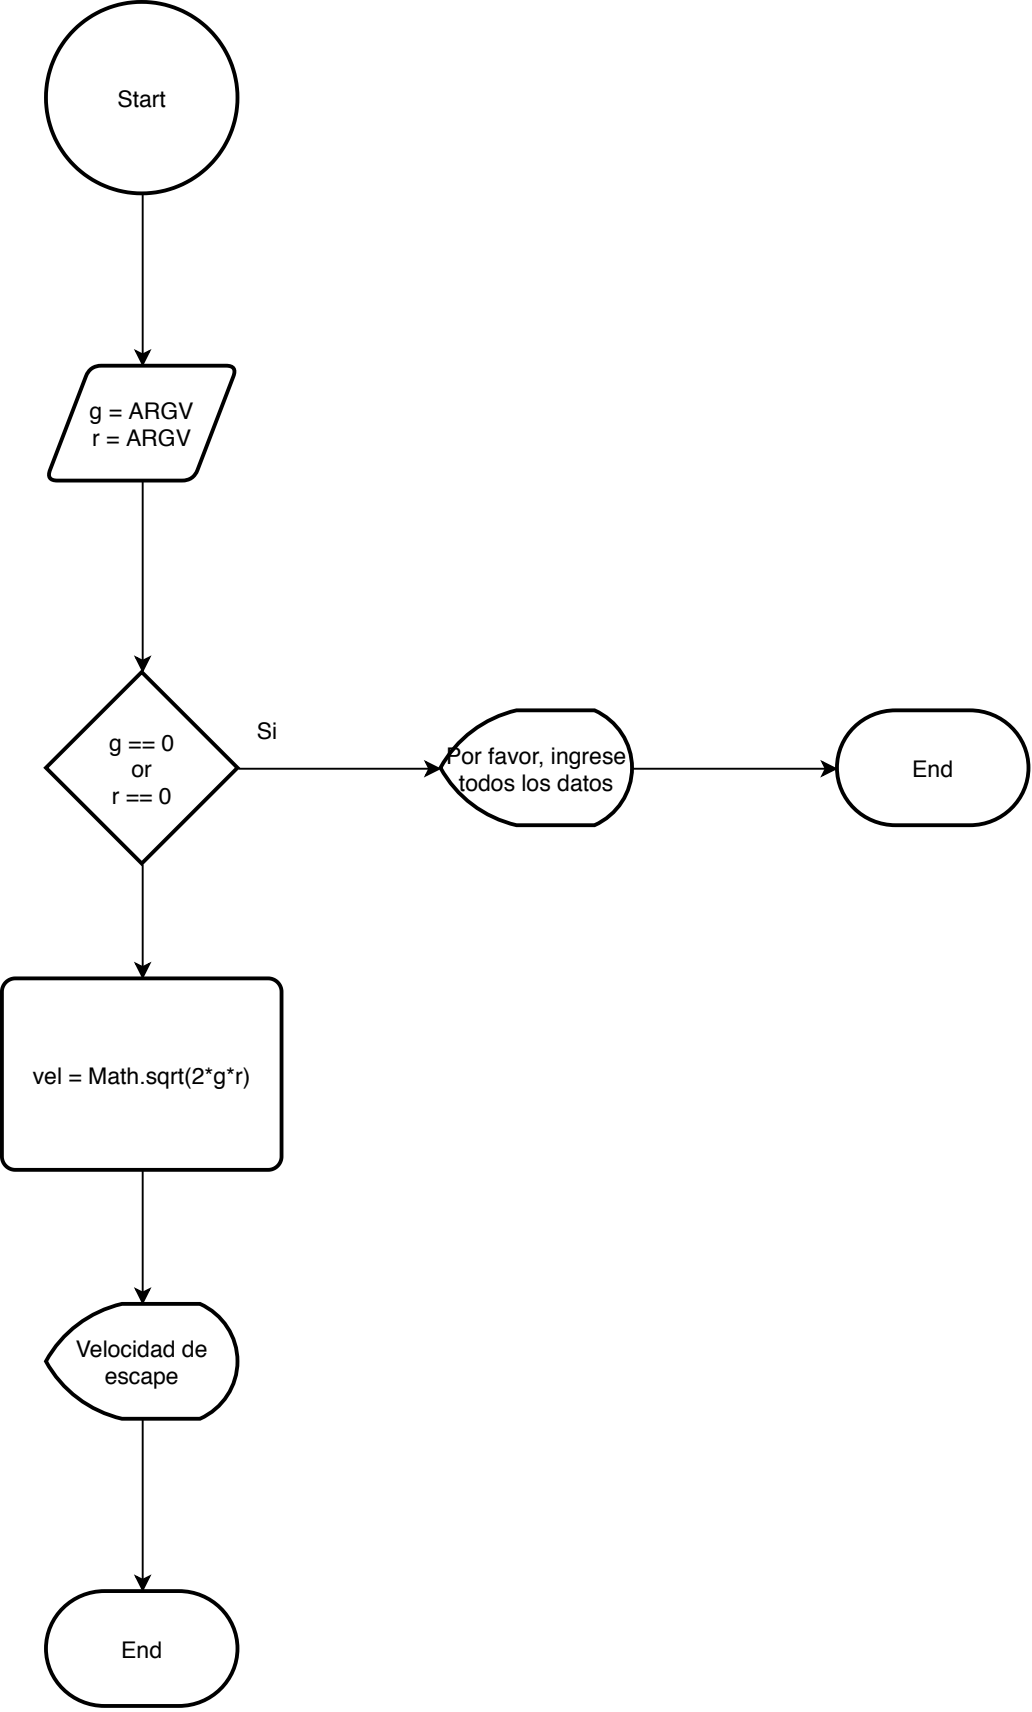 Start
g = ARGV
r = ARGV
g == 0
or
r == 0
Si
Por favor, ingrese
todos los datos
End
vel = Math.sqrt(2*g*r)
Velocidad de
escape
End